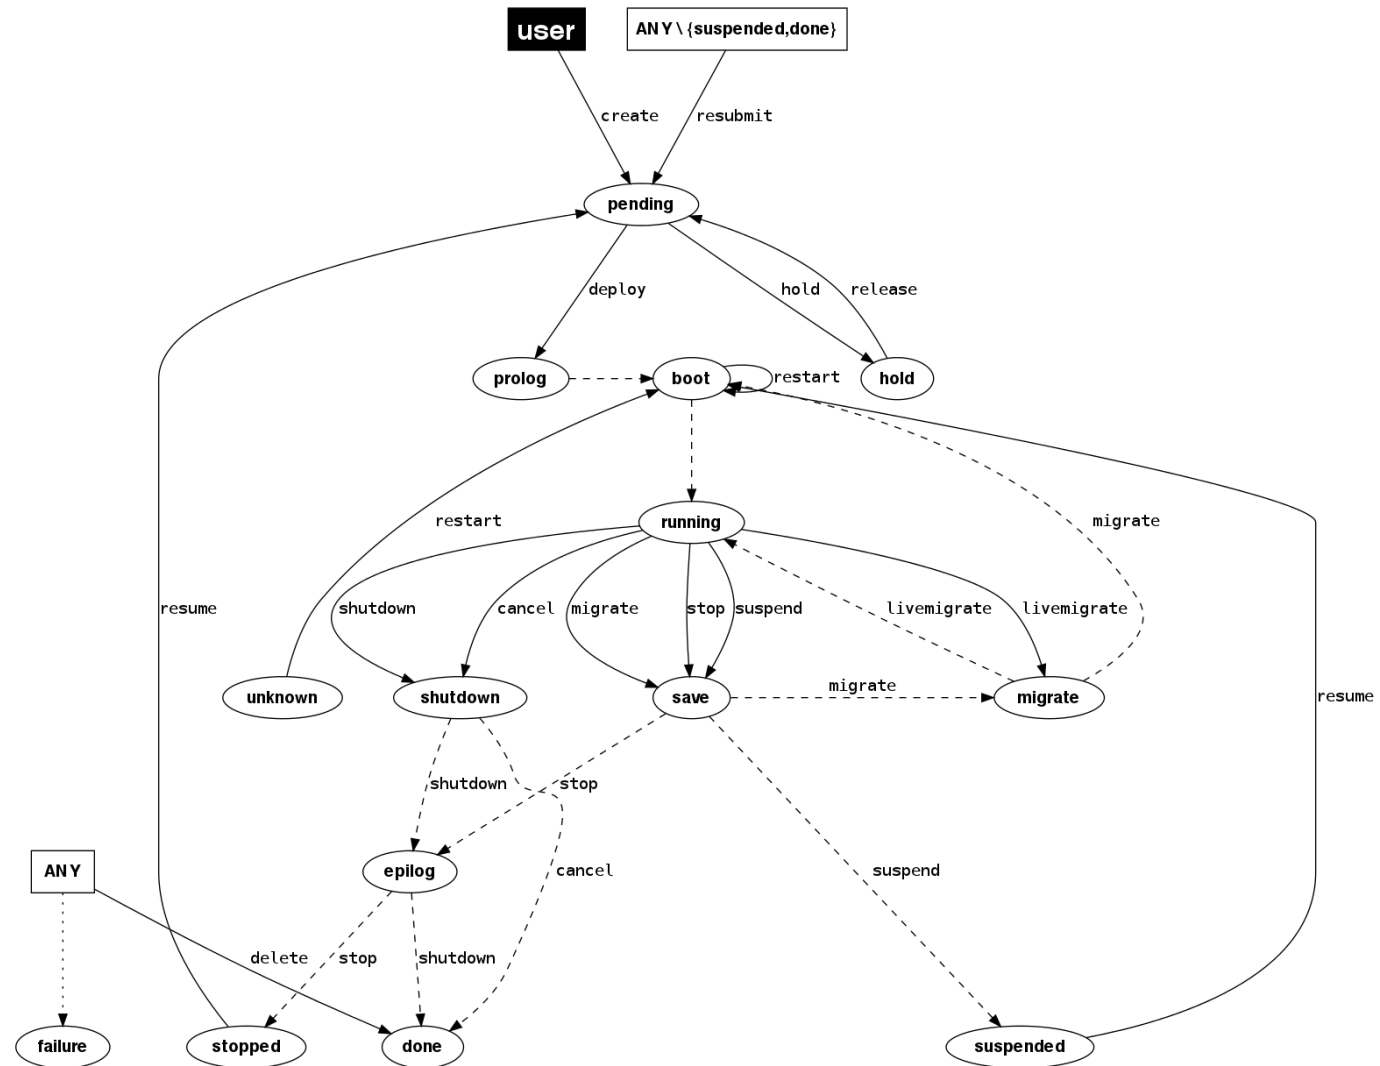 user
ANY \ {suspended,done}
create
resubmit
pending
deploy
hold
release
prolog
boot
restart
hold
running
restart
migrate
resume
shutdown
cancel
migrate
stop
suspend
livemigrate
livemigrate
unknown
shutdown
save
migrate
migrate
resume
shutdown
stop
ANY
epilog
cancel
suspend
delete
stop
shutdown
failure
stopped
done
suspended